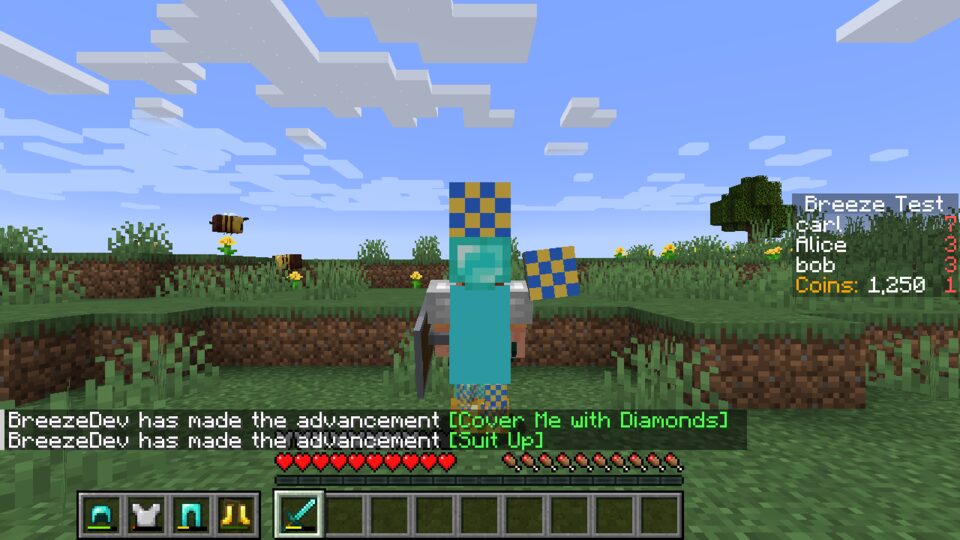 Breeze Test
carl 7
Alice 3
bob 3
Coins: 1,250 1
BreezeDev has made the advancement [Cover Me with Diamonds]
BreezeDev has made the advancement [Suit Up]